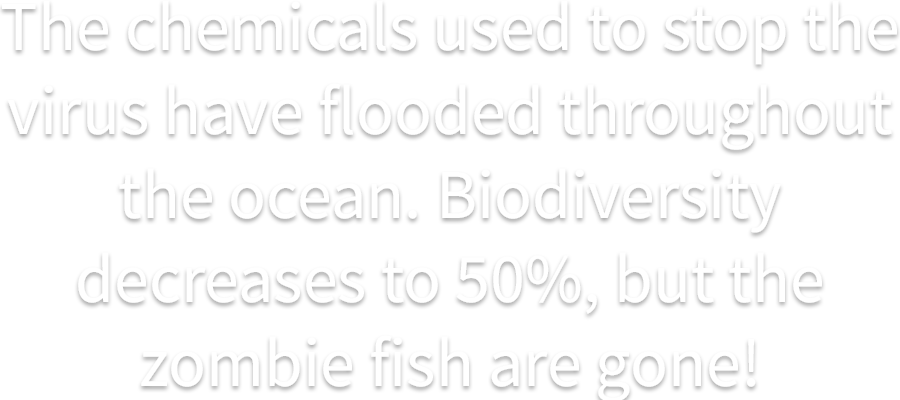 The chemicals used to stop the
virus have flooded throughout
the ocean. Biodiversity
decreases to 50%, but the
zombie fish are gone!